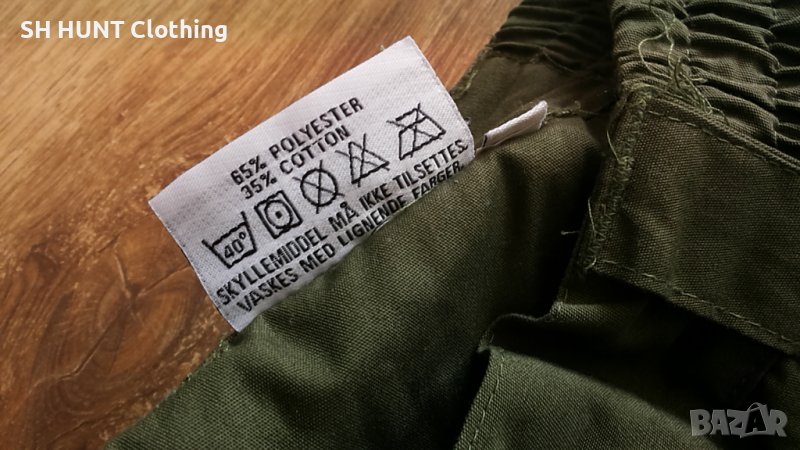 SH HUNT Clothing
65% POLYESTER
35% COTTON
40°
SKYLLEMIDDEL MÅ IKKE TILSETTES.
VASKES MED LIGNENDE FARGER.
BAZAR